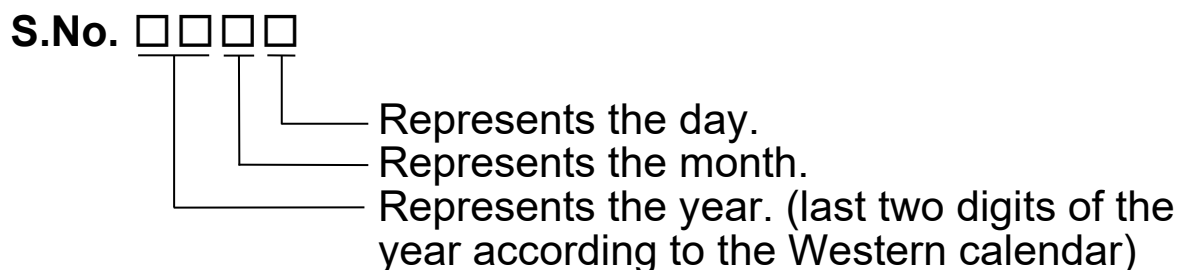 S.No. □□□□
Represents the day.
Represents the month.
Represents the year. (last two digits of the
year according to the Western calendar)